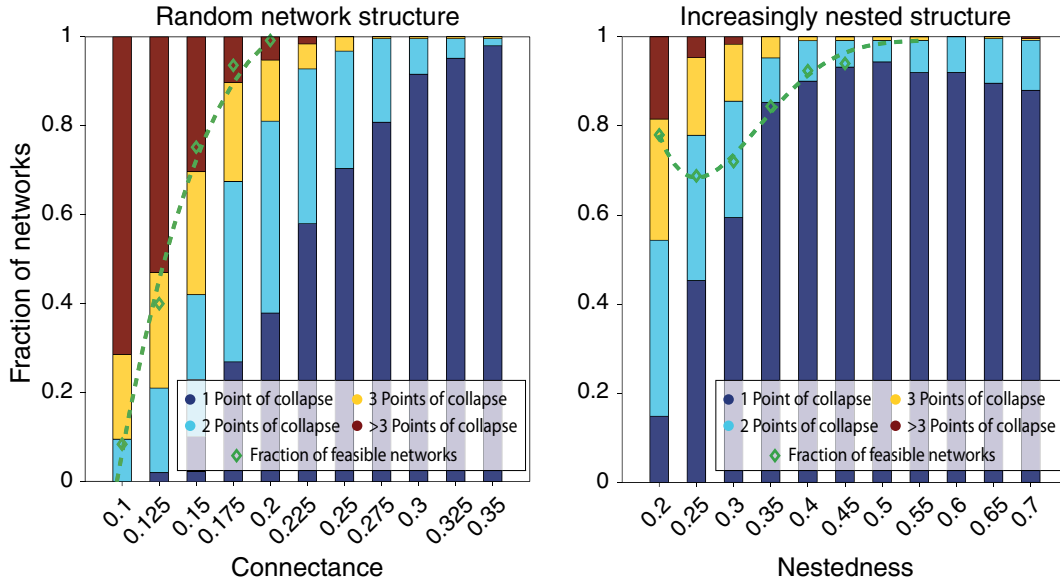 Random network structure
Increasingly nested structure
Fraction of networks
1
0.8
0.6
0.4
0.2
0
1 Point of collapse
3 Points of collapse
2 Points of collapse
>3 Points of collapse
Fraction of feasible networks
0.1
0.125
0.15
0.175
0.2
0.225
0.25
0.275
0.3
0.325
0.35
Connectance
1
0.8
0.6
0.4
0.2
0
1 Point of collapse
3 Points of collapse
2 Points of collapse
>3 Points of collapse
Fraction of feasible networks
0.2
0.25
0.3
0.35
0.4
0.45
0.5
0.55
0.6
0.65
0.7
Nestedness